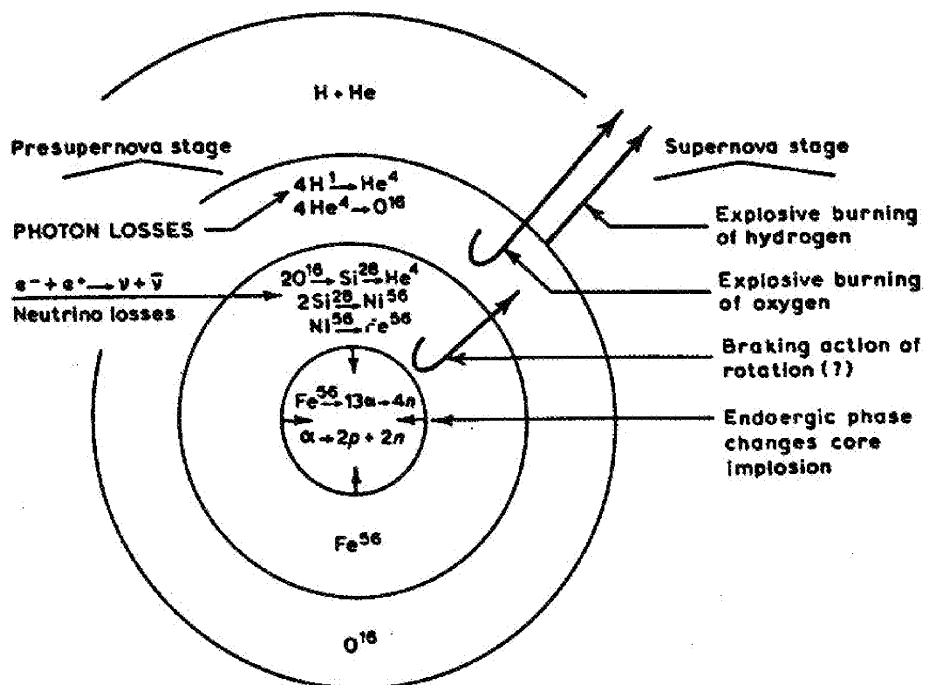 H + He
Presupernova stage
Supernova stage
4H¹→He⁴
4He⁴→O¹⁶
PHOTON LOSSES
Explosive burning
of hydrogen
e⁻ + e⁺ → ν + ν̄
Neutrino losses
2O¹⁶→Si²⁸→He⁴
2Si²⁸→Ni⁵⁶
Ni⁵⁶→Fe⁵⁶
Explosive burning
of oxygen
Braking action of
rotation (?)
Fe⁵⁶→13α→4n
α→2p + 2n
Endoergic phase
changes core
implosion
Fe⁵⁶
O¹⁶